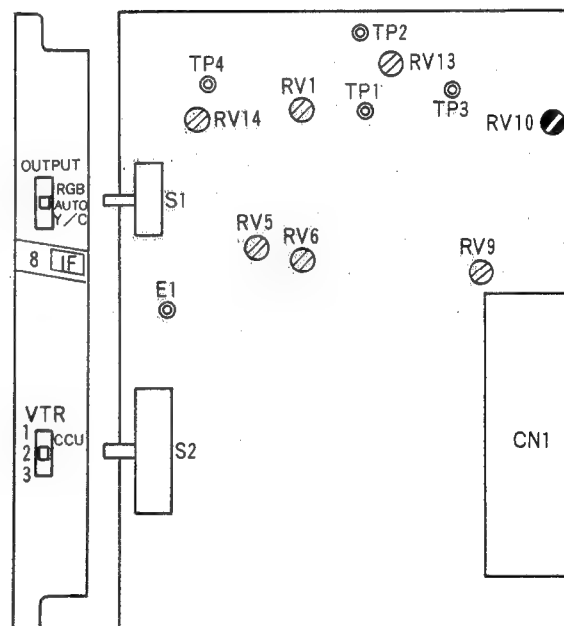 TP2
RV13
TP4
RV1
TP1
TP3
RV14
RV10
OUTPUT
RGB
AUTO
Y/C
S1
RV5
RV6
RV9
8 IF
E1
VTR
1
CCU
2
3
S2
CN1